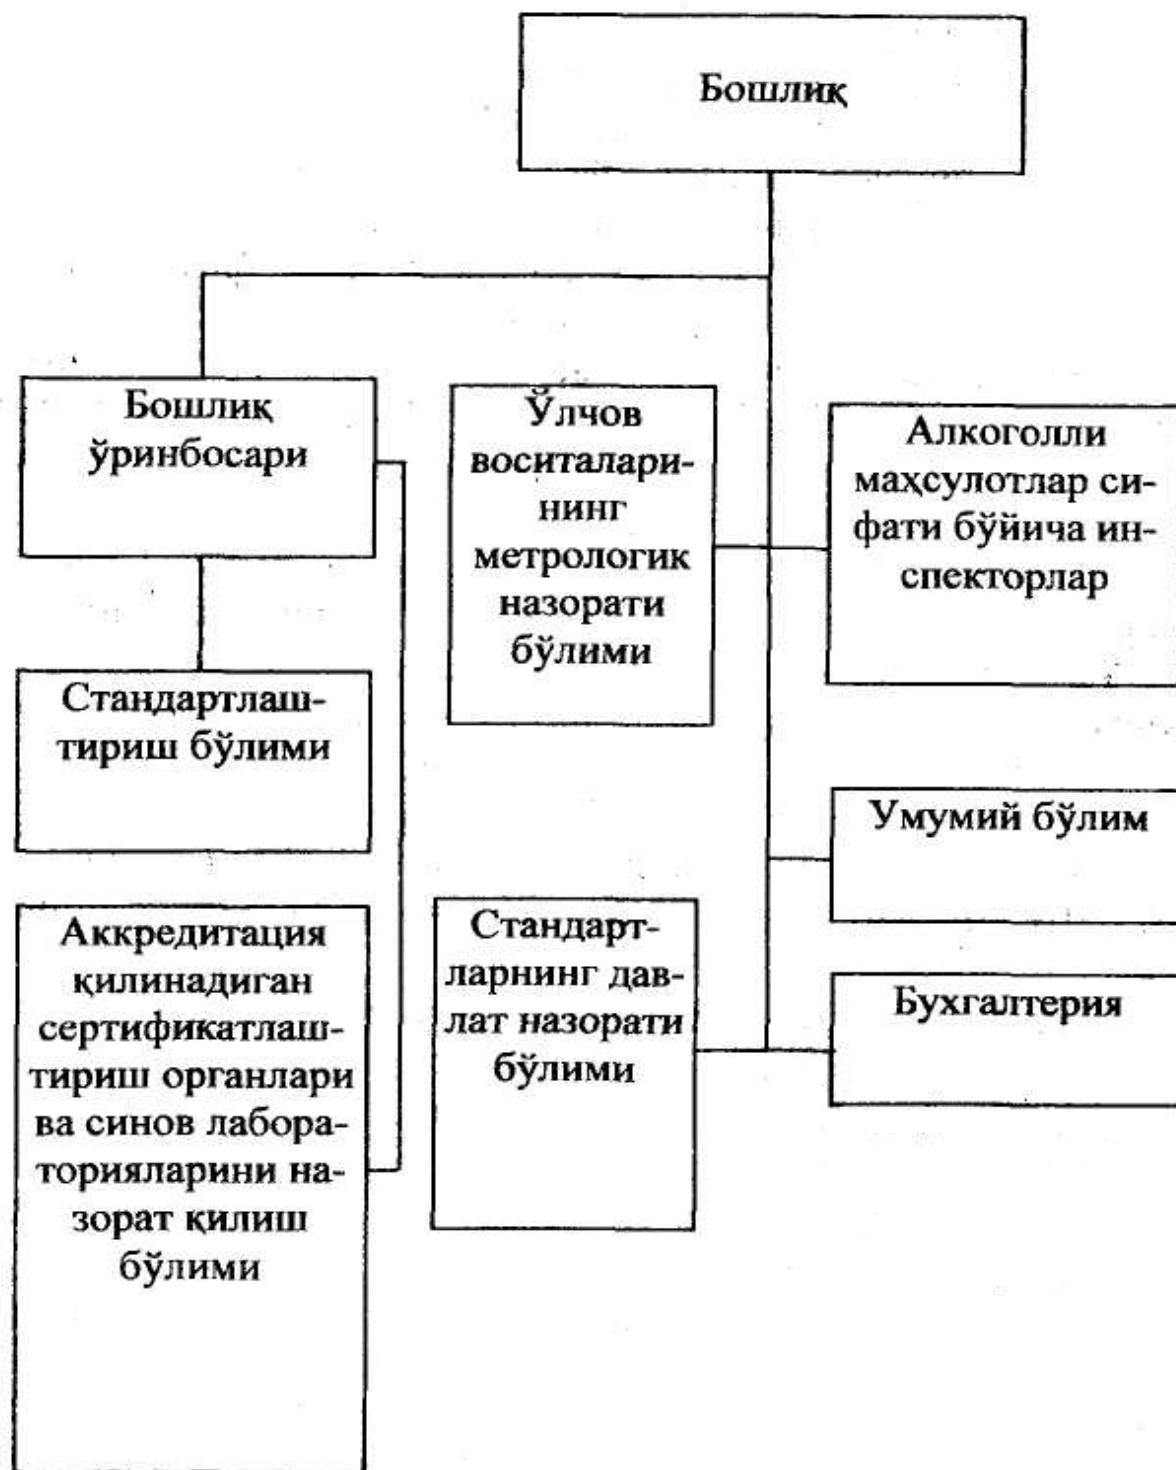 Бошлиқ
Бошлиқ
ўринбосари
Ўлчов
воситалари-
нинг
метрологик
назорати
бўлими
Алкоголли
маҳсулотлар си-
фати бўйича ин-
спекторлар
Стандартлаш-
тириш бўлими
Умумий бўлим
Аккредитация
қилинадиган
сертификатлаш-
тириш органлари
ва синов лабора-
торияларини на-
зорат қилиш
бўлими
Стандарт-
ларнинг дав-
лат назорати
бўлими
Бухгалтерия